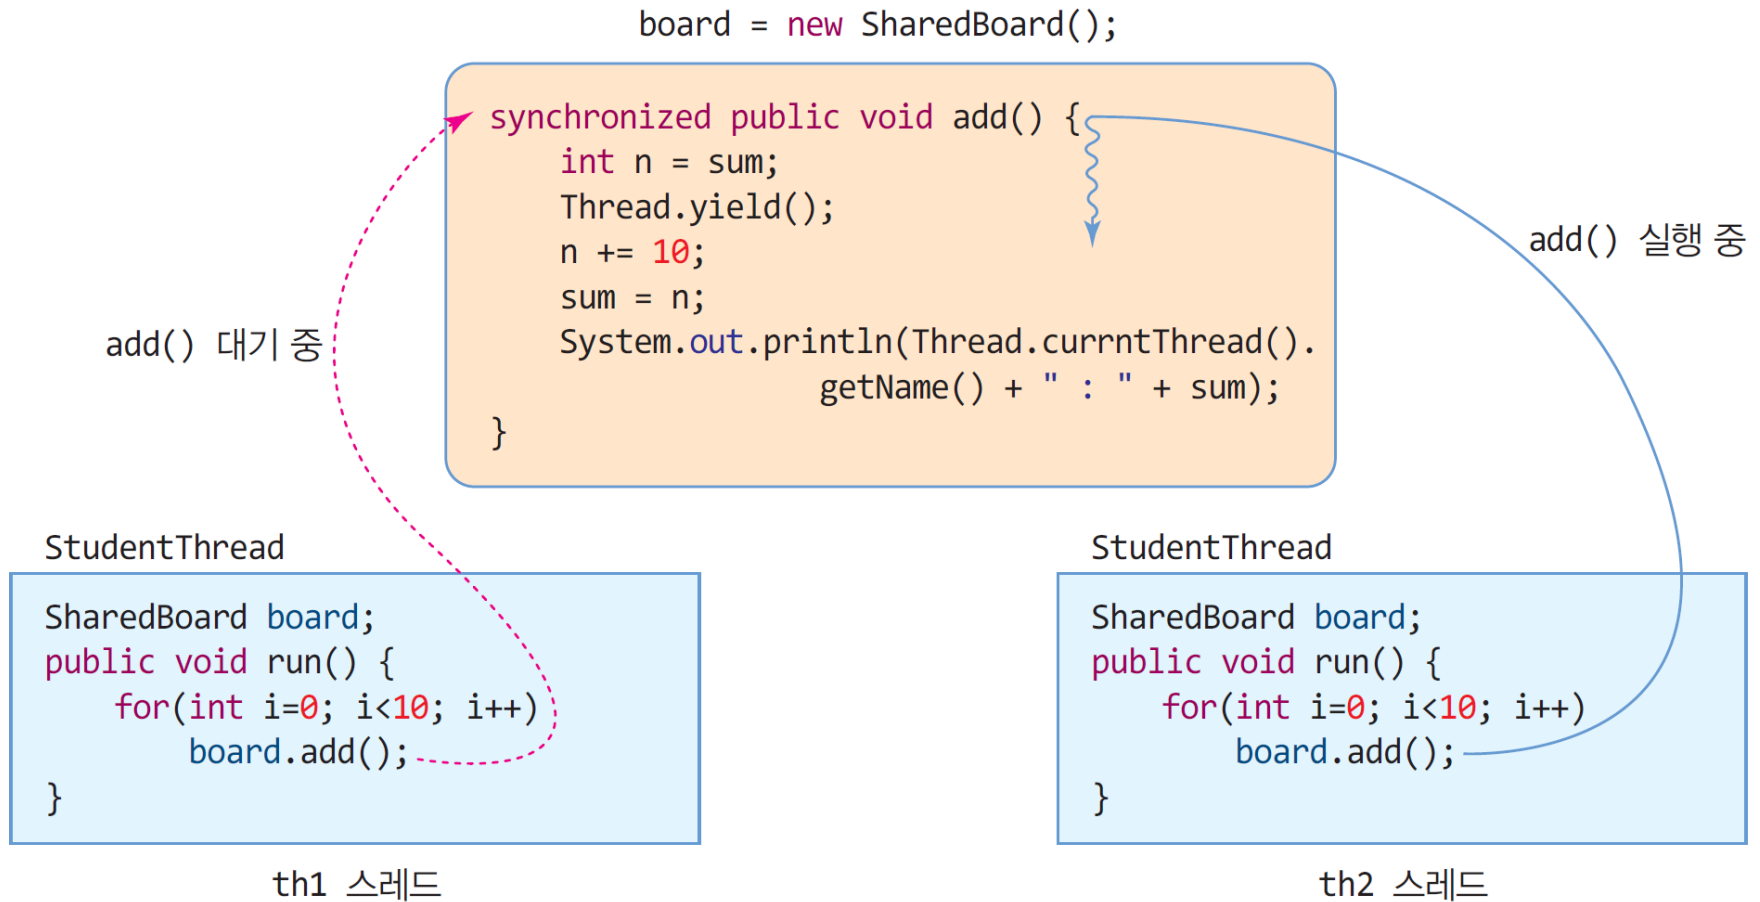 board = new SharedBoard();
synchronized public void add() {
int n = sum;
Thread.yield();
n += 10;
sum = n;
System.out.println(Thread.currntThread().
getName() + " : " + sum);
}
add() 대기 중
add() 실행 중
StudentThread
SharedBoard board;
public void run() {
for(int i=0; i<10; i++)
board.add();
}
th1 스레드
StudentThread
SharedBoard board;
public void run() {
for(int i=0; i<10; i++)
board.add();
}
th2 스레드